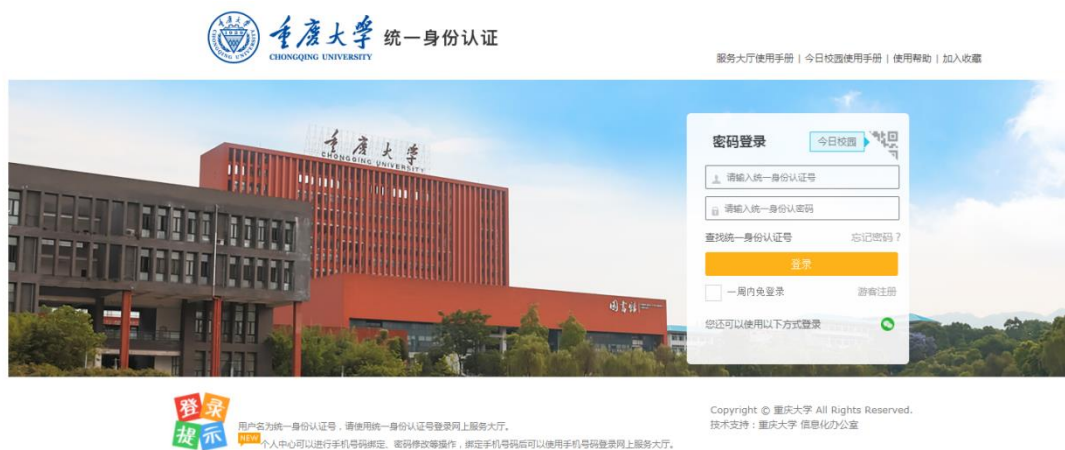 重庆大学 统一身份认证
CHONGQING UNIVERSITY
服务大厅使用手册 | 今日校园使用手册 | 使用帮助 | 加入收藏
重庆大学
CHONGQING UNIVERSITY
图书馆
密码登录
今日校园
请输入统一身份认证号
请输入统一身份认密码
查找统一身份认证号
忘记密码？
登录
一周内免登录
游客注册
您还可以使用以下方式登录
登录
提示
用户名为统一身份认证号，请使用统一身份认证号登录网上服务大厅。
NEW 个人中心可以进行手机号码绑定、密码修改等操作，绑定手机号码后可以使用手机号码登录网上服务大厅。
Copyright © 重庆大学 All Rights Reserved.
技术支持：重庆大学 信息化办公室